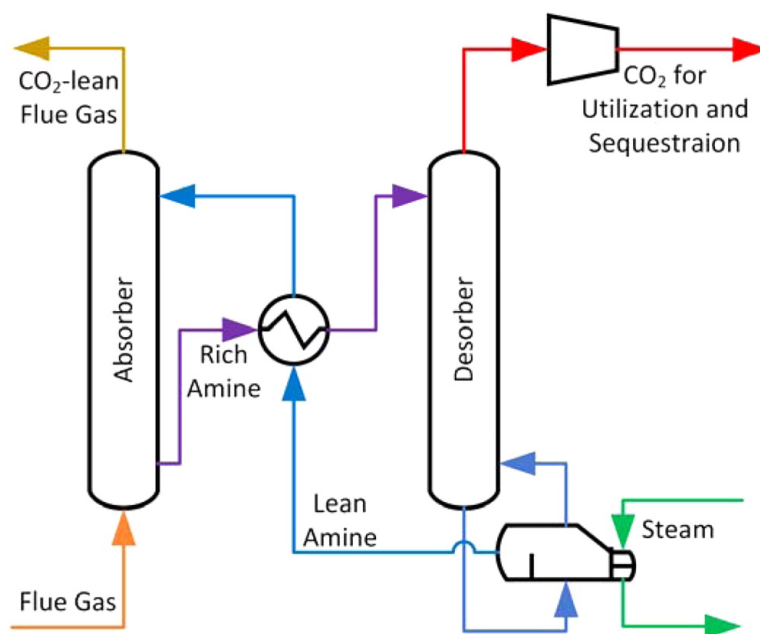 CO₂-lean
Flue Gas
CO₂ for
Utilization and
Sequestraion
Absorber
Desorber
Rich
Amine
Lean
Amine
Steam
Flue Gas